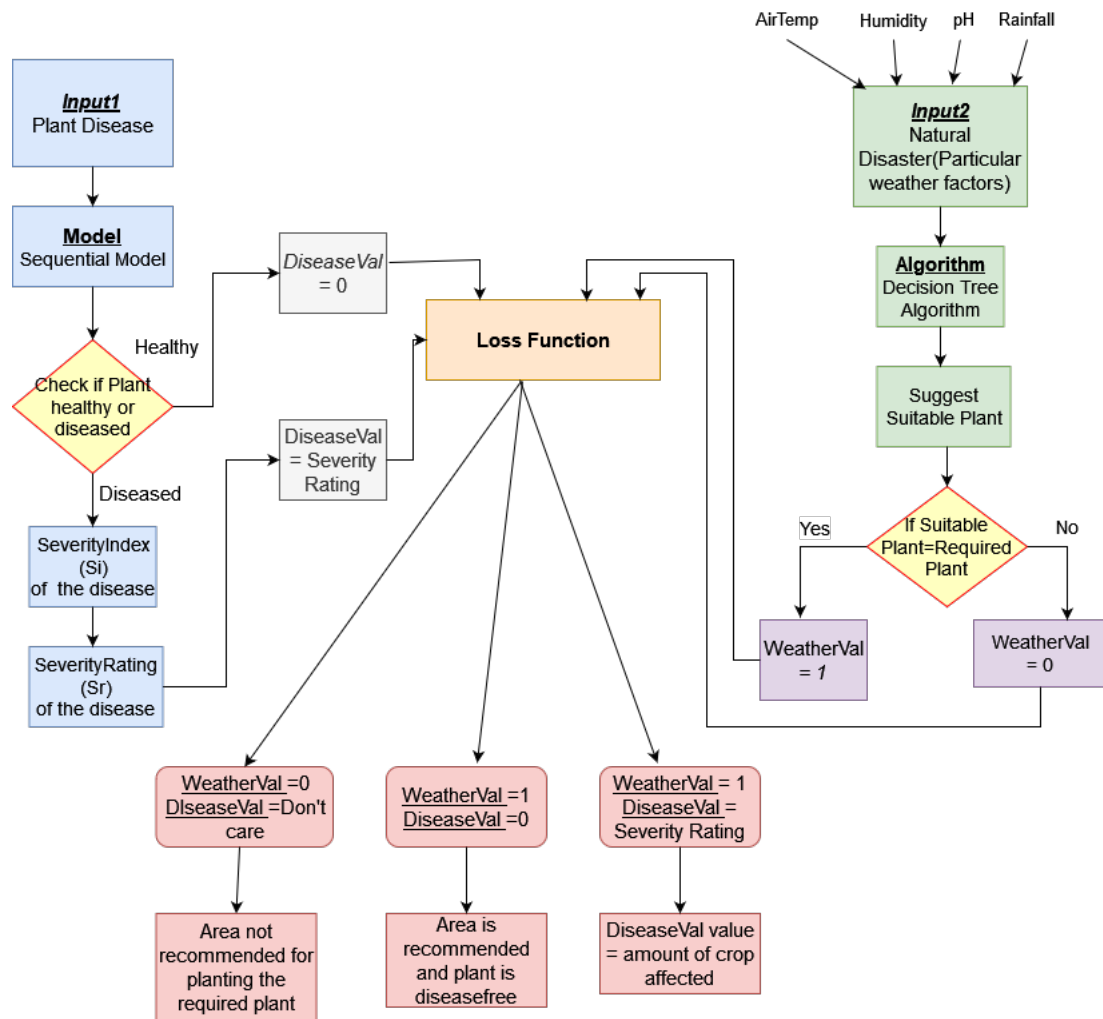 AirTemp
Humidity
pH
Rainfall
Input1
Plant Disease
Input2
Natural
Disaster(Particular
weather factors)
Model
Sequential Model
DiseaseVal
= 0
Algorithm
Decision Tree
Algorithm
Healthy
Loss Function
Check if Plant
healthy or
diseased
Suggest
Suitable Plant
DiseaseVal
= Severity
Rating
Diseased
Yes
If Suitable
Plant=Required
Plant
No
SeverityIndex
(Si)
of the disease
SeverityRating
(Sr)
of the disease
WeatherVal
= 1
WeatherVal
= 0
WeatherVal =0
DIseaseVal =Don't
care
WeatherVal =1
DiseaseVal =0
WeatherVal = 1
DiseaseVal =
Severity Rating
Area not
recommended for
planting the
required plant
Area is
recommended
and plant is
diseasefree
DiseaseVal value
= amount of crop
affected